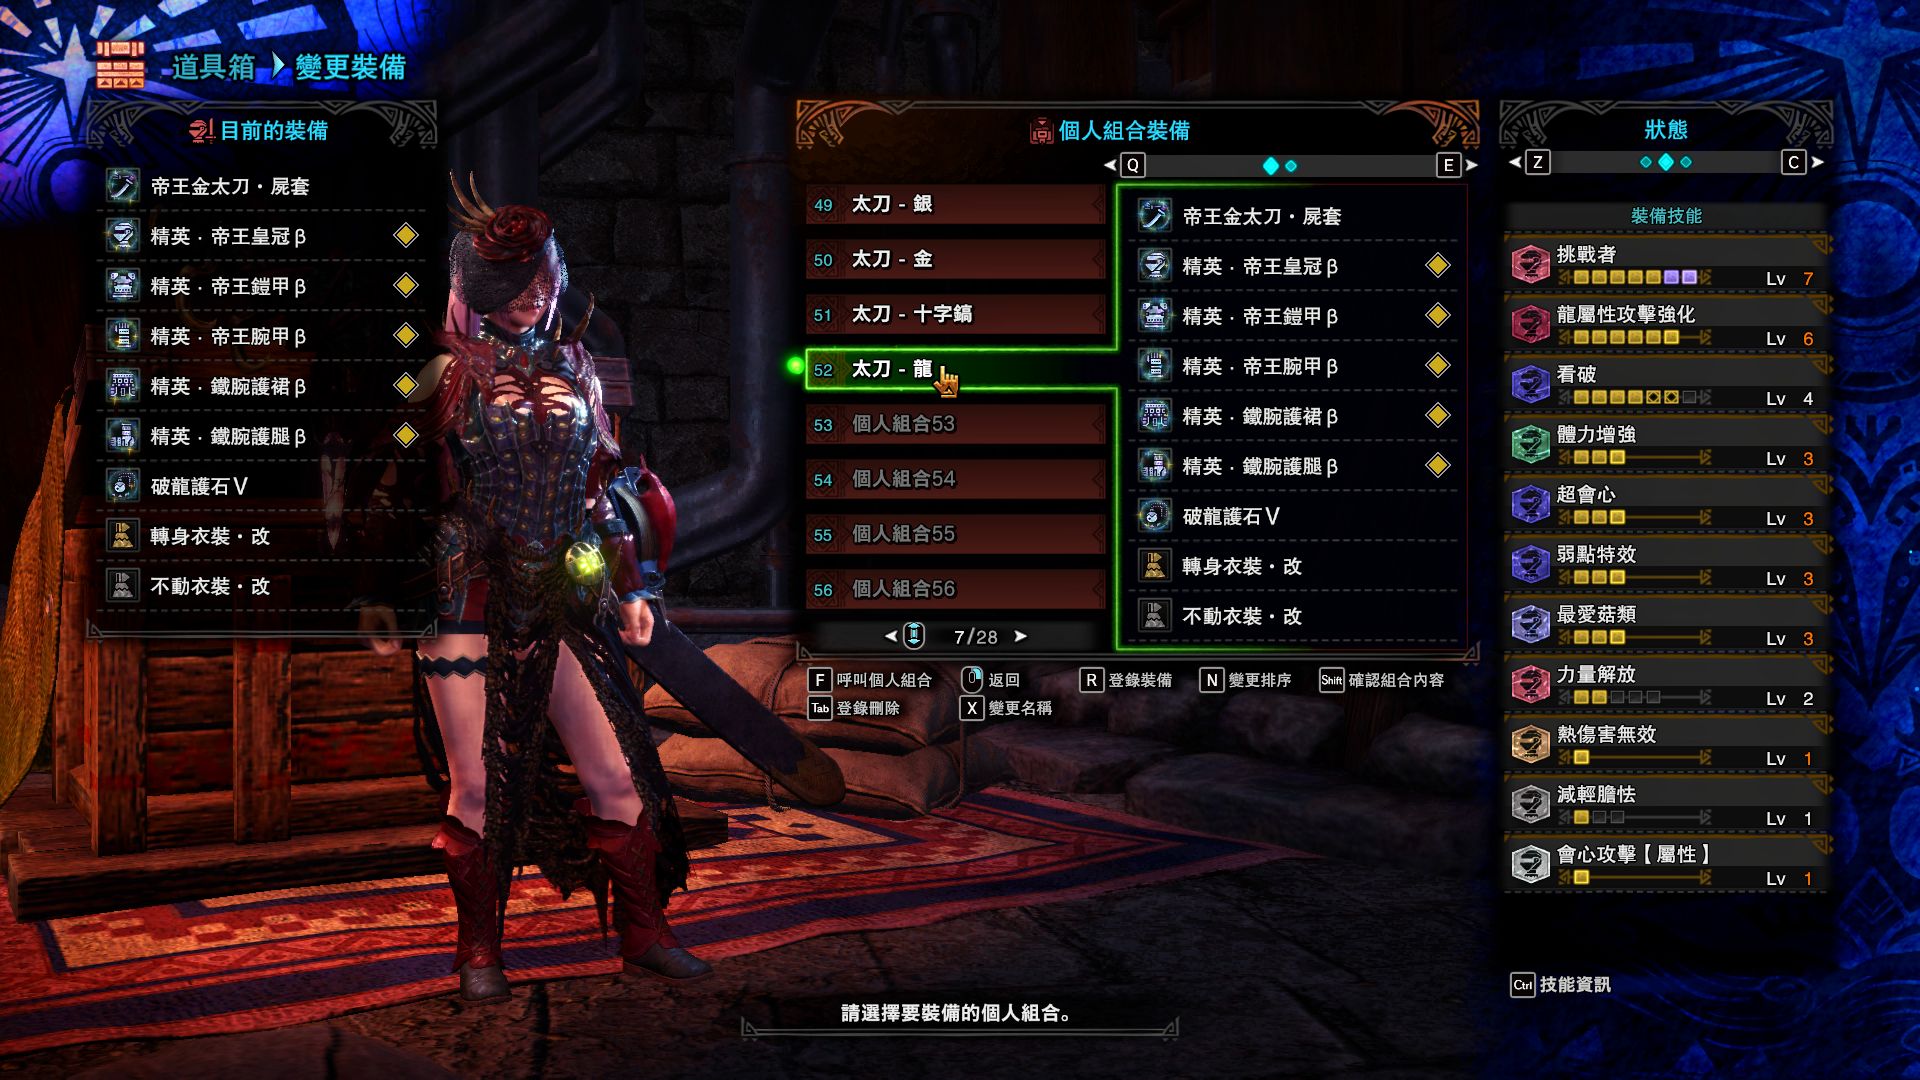 道具箱 變更裝備
目前的裝備
帝王金太刀・屍套
精英・帝王皇冠β
精英・帝王鎧甲β
精英・帝王腕甲β
精英・鐵腕護裙β
精英・鐵腕護腿β
破龍護石Ⅴ
轉身衣裝・改
不動衣裝・改
個人組合裝備
Q E
49 太刀 - 銀
50 太刀 - 金
51 太刀 - 十字鎬
52 太刀 - 龍
53 個人組合53
54 個人組合54
55 個人組合55
56 個人組合56
7/28
帝王金太刀・屍套
精英・帝王皇冠β
精英・帝王鎧甲β
精英・帝王腕甲β
精英・鐵腕護裙β
精英・鐵腕護腿β
破龍護石Ⅴ
轉身衣裝・改
不動衣裝・改
F 呼叫個人組合 返回 R 登錄裝備 N 變更排序 Shift 確認組合內容
Tab 登錄刪除 X 變更名稱
狀態
Z C
裝備技能
挑戰者
Lv 7
龍屬性攻擊強化
Lv 6
看破
Lv 4
體力增強
Lv 3
超會心
Lv 3
弱點特效
Lv 3
最愛菇類
Lv 3
力量解放
Lv 2
熱傷害無效
Lv 1
減輕膽怯
Lv 1
會心攻擊【屬性】
Lv 1
Ctrl 技能資訊
請選擇要裝備的個人組合。